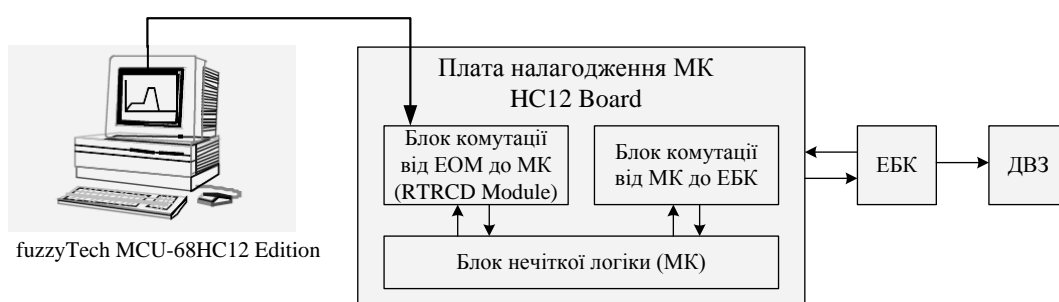 Плата налагодження МК
HC12 Board
Блок комутації
від ЕОМ до МК
(RTRCD Module)
Блок комутації
від МК до ЕБК
ЕБК
ДВЗ
fuzzyTech MCU-68HC12 Edition
Блок нечіткої логіки (МК)